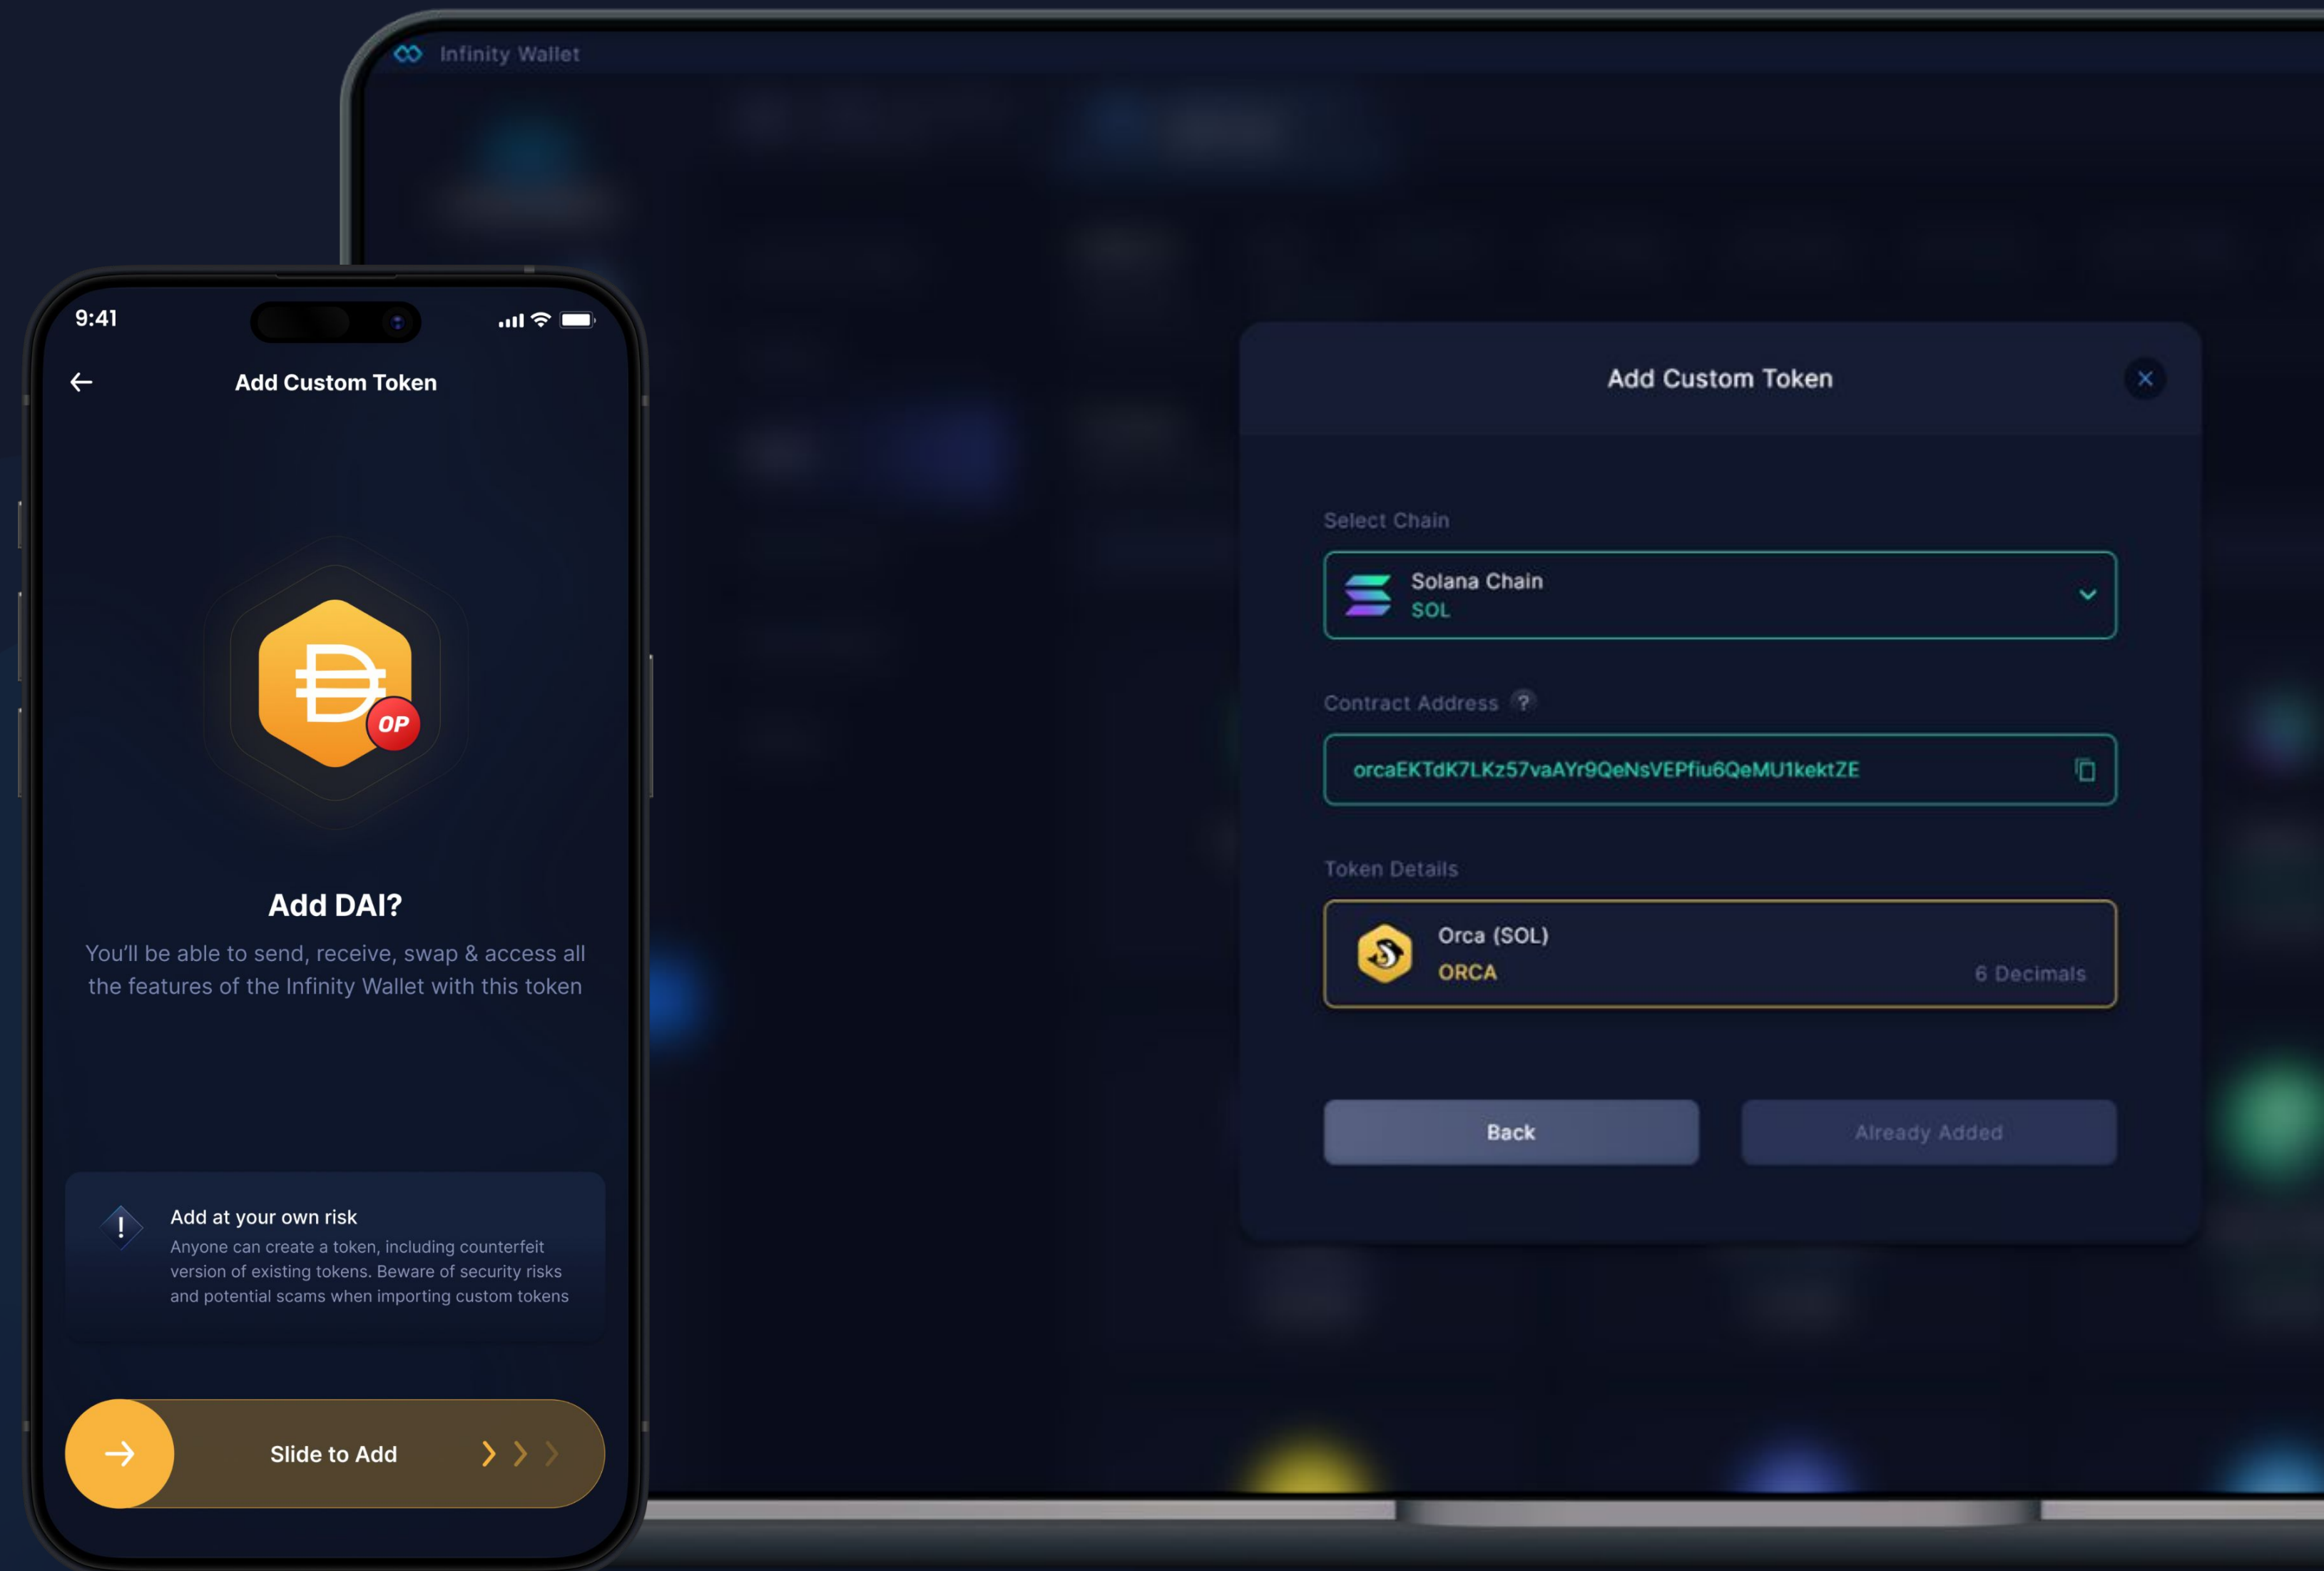 Infinity Wallet
9:41
Add Custom Token
OP
Add DAI?
You'll be able to send, receive, swap & access all
the features of the Infinity Wallet with this token
Add at your own risk
Anyone can create a token, including counterfeit
version of existing tokens. Beware of security risks
and potential scams when importing custom tokens
Slide to Add
Add Custom Token
Select Chain
Solana Chain
SOL
Contract Address ?
orcaEKTdK7LKz57vaAYr9QeNsVEPfiu6QeMU1kektZE
Token Details
Orca (SOL)
ORCA
6 Decimals
Back
Already Added